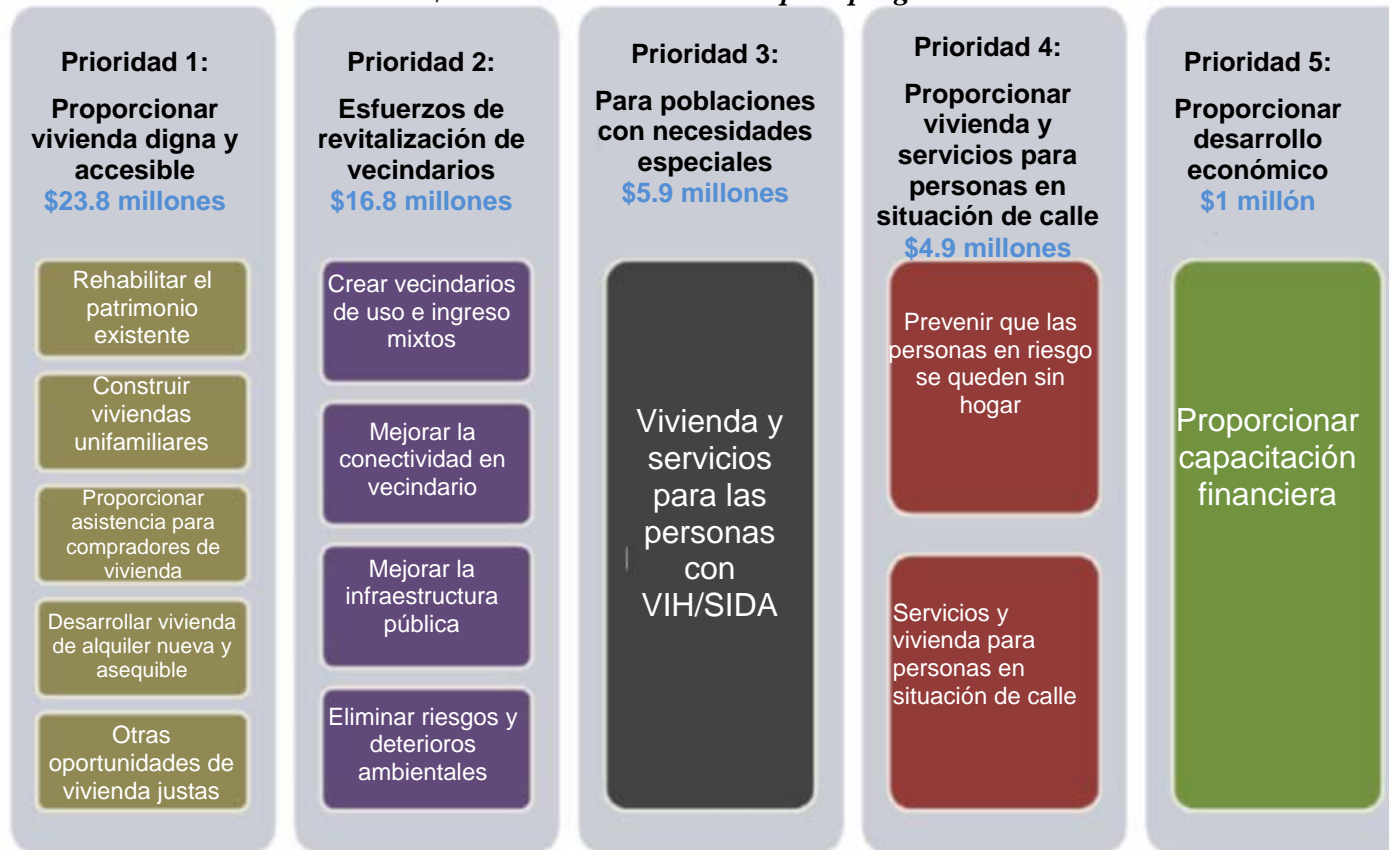 Prioridad 1:
Proporcionar
vivienda digna y
accesible
$23.8 millones
Rehabilitar el
patrimonio
existente
Construir
viviendas
unifamiliares
Proporcionar
asistencia para
compradores de
vivienda
Desarrollar vivienda
de alquiler nueva y
asequible
Otras
oportunidades de
vivienda justas
Prioridad 2:
Esfuerzos de
revitalización de
vecindarios
$16.8 millones
Crear vecindarios
de uso e ingreso
mixtos
Mejorar la
conectividad en
vecindario
Mejorar la
infraestructura
pública
Eliminar riesgos y
deterioros
ambientales
Prioridad 3:
Para poblaciones
con necesidades
especiales
$5.9 millones
Vivienda y
servicios
para las
personas
con
VIH/SIDA
Prioridad 4:
Proporcionar
vivienda y
servicios para
personas en
situación de calle
$4.9 millones
Prevenir que las
personas en riesgo
se queden sin
hogar
Servicios y
vivienda para
personas en
situación de calle
Prioridad 5:
Proporcionar
desarrollo
económico
$1 millón
Proporcionar
capacitación
financiera